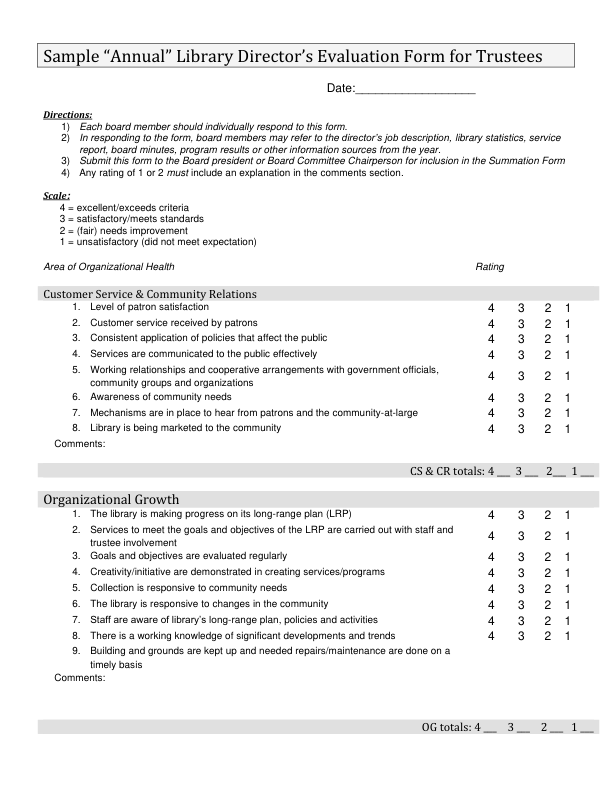 Sample “Annual” Library Director’s Evaluation Form for Trustees
Date:__________________
Directions:
1) Each board member should individually respond to this form.
2) In responding to the form, board members may refer to the director’s job description, library statistics, service
report, board minutes, program results or other information sources from the year.
3) Submit this form to the Board president or Board Committee Chairperson for inclusion in the Summation Form
4) Any rating of 1 or 2 must include an explanation in the comments section.
Scale:
4 = excellent/exceeds criteria
3 = satisfactory/meets standards
2 = (fair) needs improvement
1 = unsatisfactory (did not meet expectation)
Area of Organizational Health Rating
Customer Service & Community Relations
1. Level of patron satisfaction 4 3 2 1
2. Customer service received by patrons 4 3 2 1
3. Consistent application of policies that affect the public 4 3 2 1
4. Services are communicated to the public effectively 4 3 2 1
5. Working relationships and cooperative arrangements with government officials,
community groups and organizations 4 3 2 1
6. Awareness of community needs 4 3 2 1
7. Mechanisms are in place to hear from patrons and the community-at-large 4 3 2 1
8. Library is being marketed to the community 4 3 2 1
Comments:
CS & CR totals: 4 __ 3 __ 2__ 1 __
Organizational Growth
1. The library is making progress on its long-range plan (LRP) 4 3 2 1
2. Services to meet the goals and objectives of the LRP are carried out with staff and
trustee involvement 4 3 2 1
3. Goals and objectives are evaluated regularly 4 3 2 1
4. Creativity/initiative are demonstrated in creating services/programs 4 3 2 1
5. Collection is responsive to community needs 4 3 2 1
6. The library is responsive to changes in the community 4 3 2 1
7. Staff are aware of library’s long-range plan, policies and activities 4 3 2 1
8. There is a working knowledge of significant developments and trends 4 3 2 1
9. Building and grounds are kept up and needed repairs/maintenance are done on a
timely basis
Comments:
OG totals: 4 __ 3 __ 2 __ 1 __